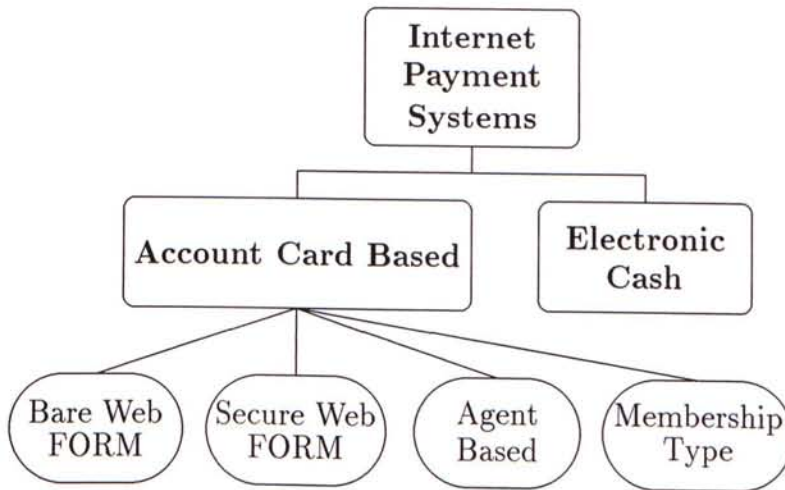 Internet
Payment
Systems
Account Card Based
Electronic
Cash
Bare Web
FORM
Secure Web
FORM
Agent
Based
Membership
Type